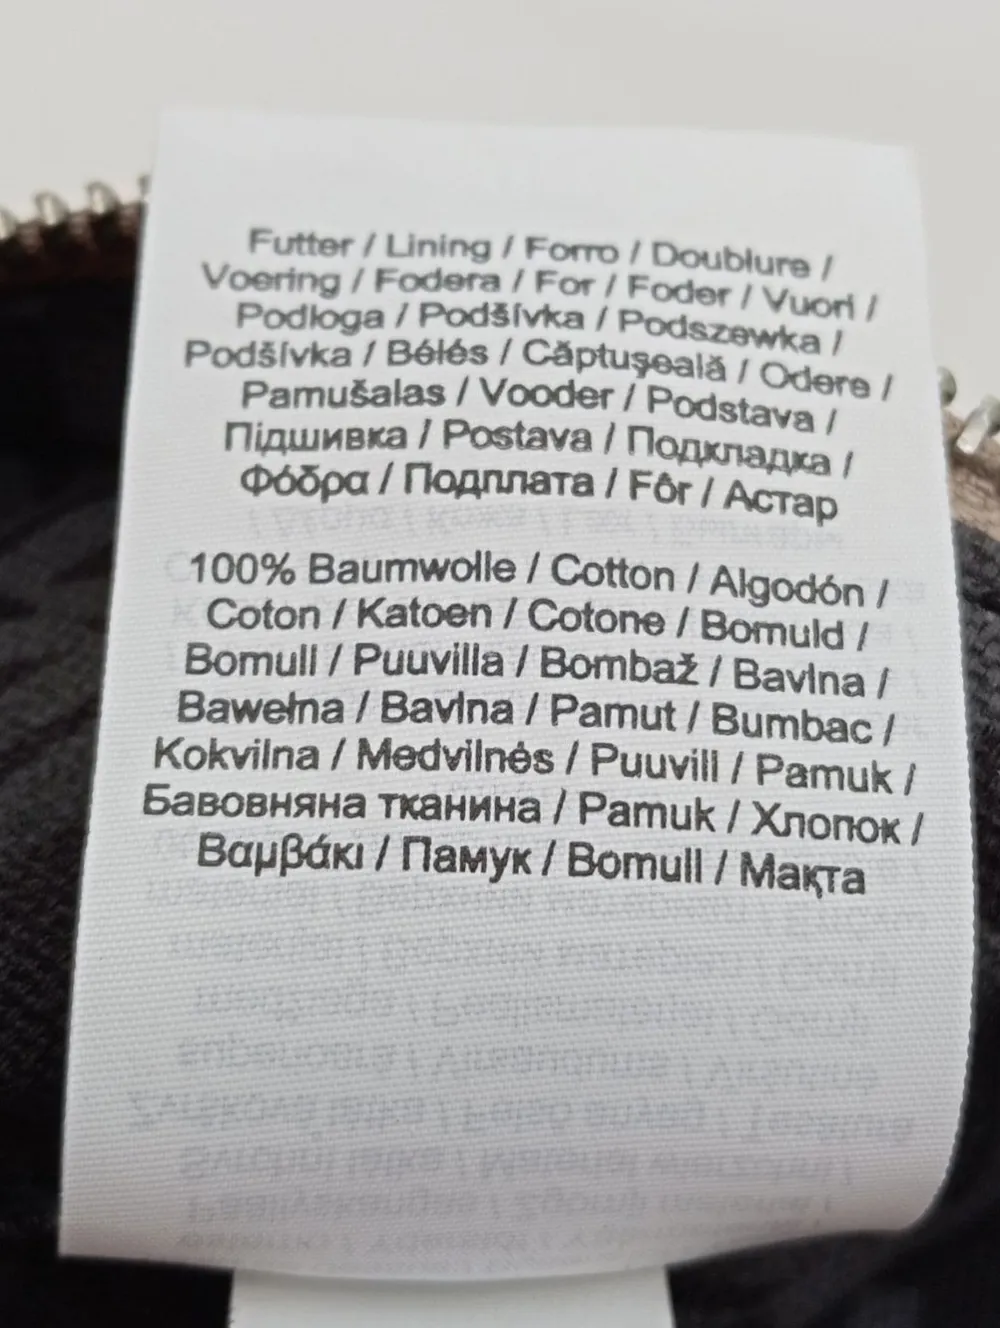 Futter / Lining / Forro / Doublure /
Voering / Fodera / For / Foder / Vuori /
Podloga / Podšívka / Podszewka /
Podšívka / Bélés / Căptuşeală / Odere /
Pamušalas / Vooder / Podstava /
Підшивка / Postava / Подкладка /
Φόδρα / Подплата / Fôr / Астар
100% Baumwolle / Cotton / Algodón /
Coton / Katoen / Cotone / Bomuld /
Bomull / Puuvilla / Bombaž / Bavlna /
Bawełna / Bavlna / Pamut / Bumbac /
Kokvilna / Medvilnės / Puuvill / Pamuk /
Бавовняна тканина / Pamuk / Хлопок /
Βαμβάκι / Памук / Bomull / Мақта